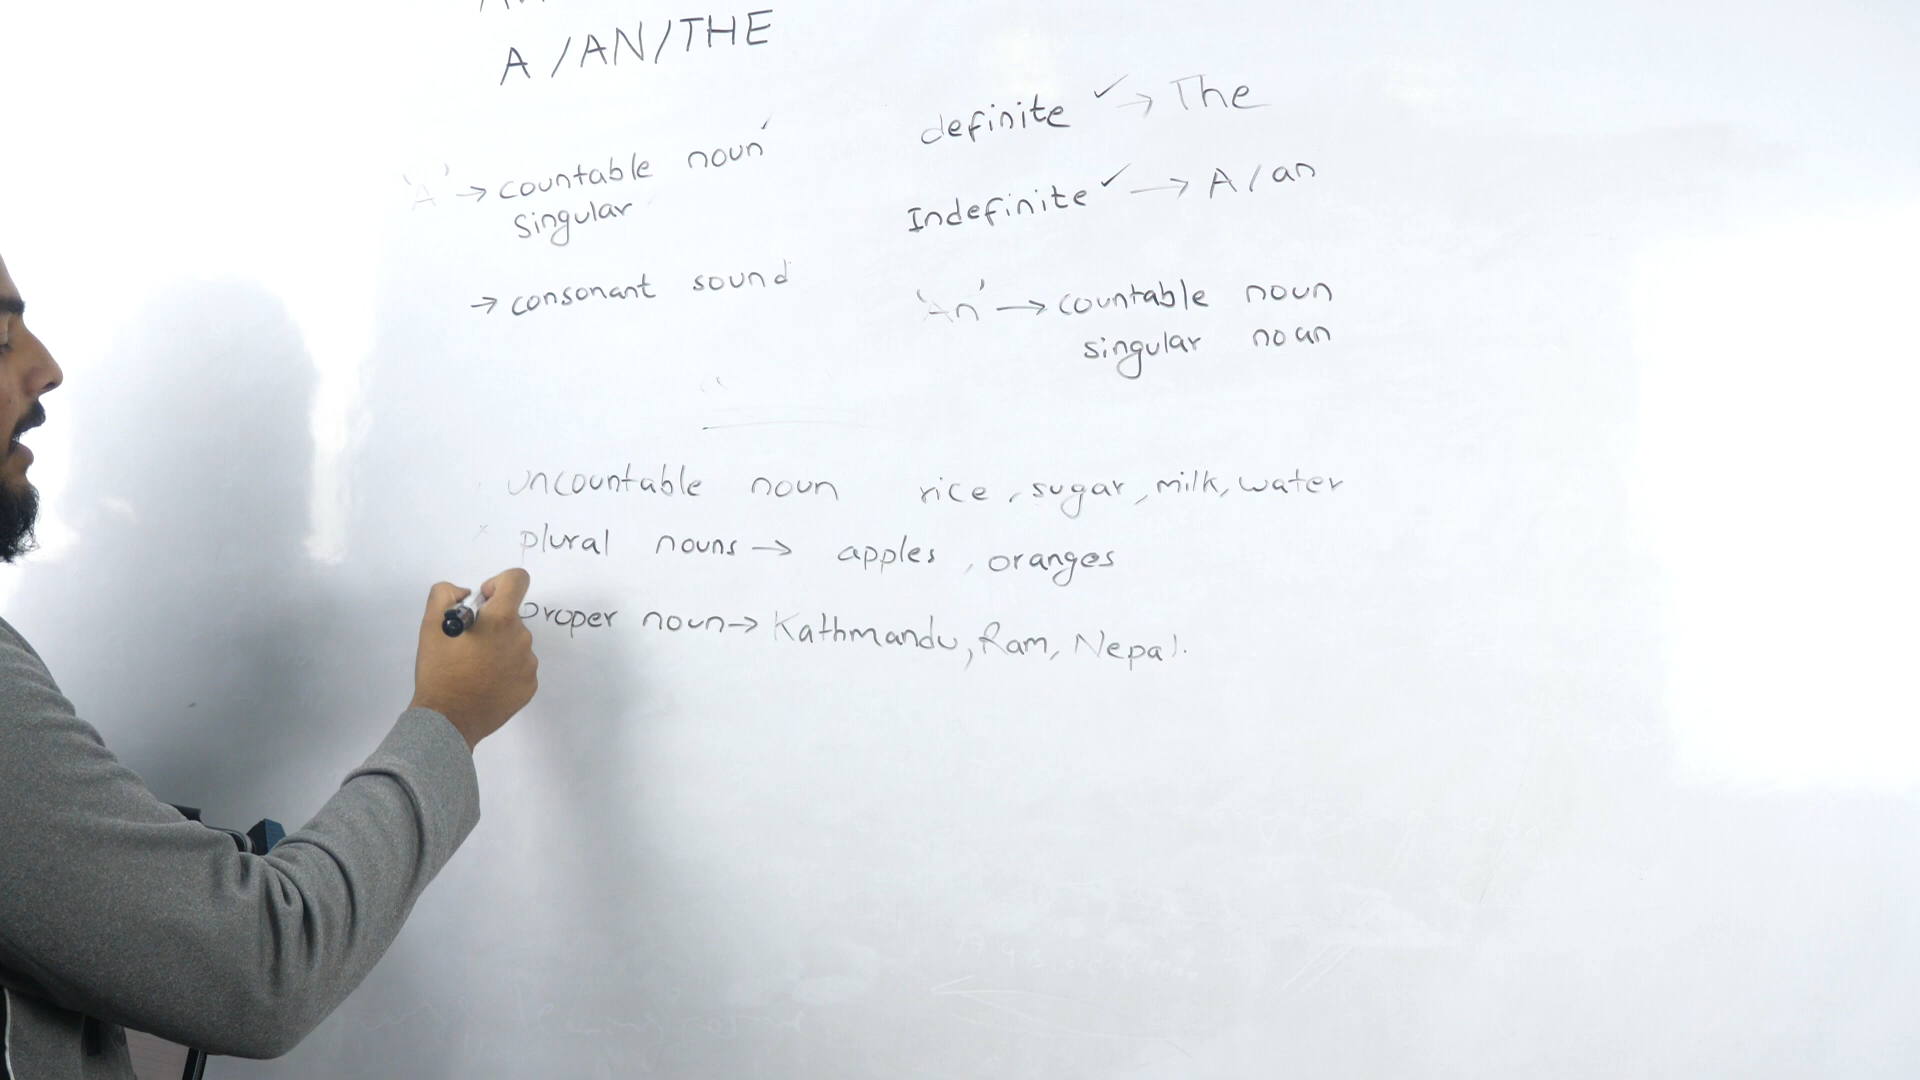 A / AN / THE
'A' → countable noun ✓
singular
→ consonant sound
definite ✓ → The
Indefinite ✓ → A / an
'An' → countable noun
singular noun
uncountable noun rice, sugar, milk, water
× plural nouns → apples, oranges
proper noun → Kathmandu, Ram, Nepal.